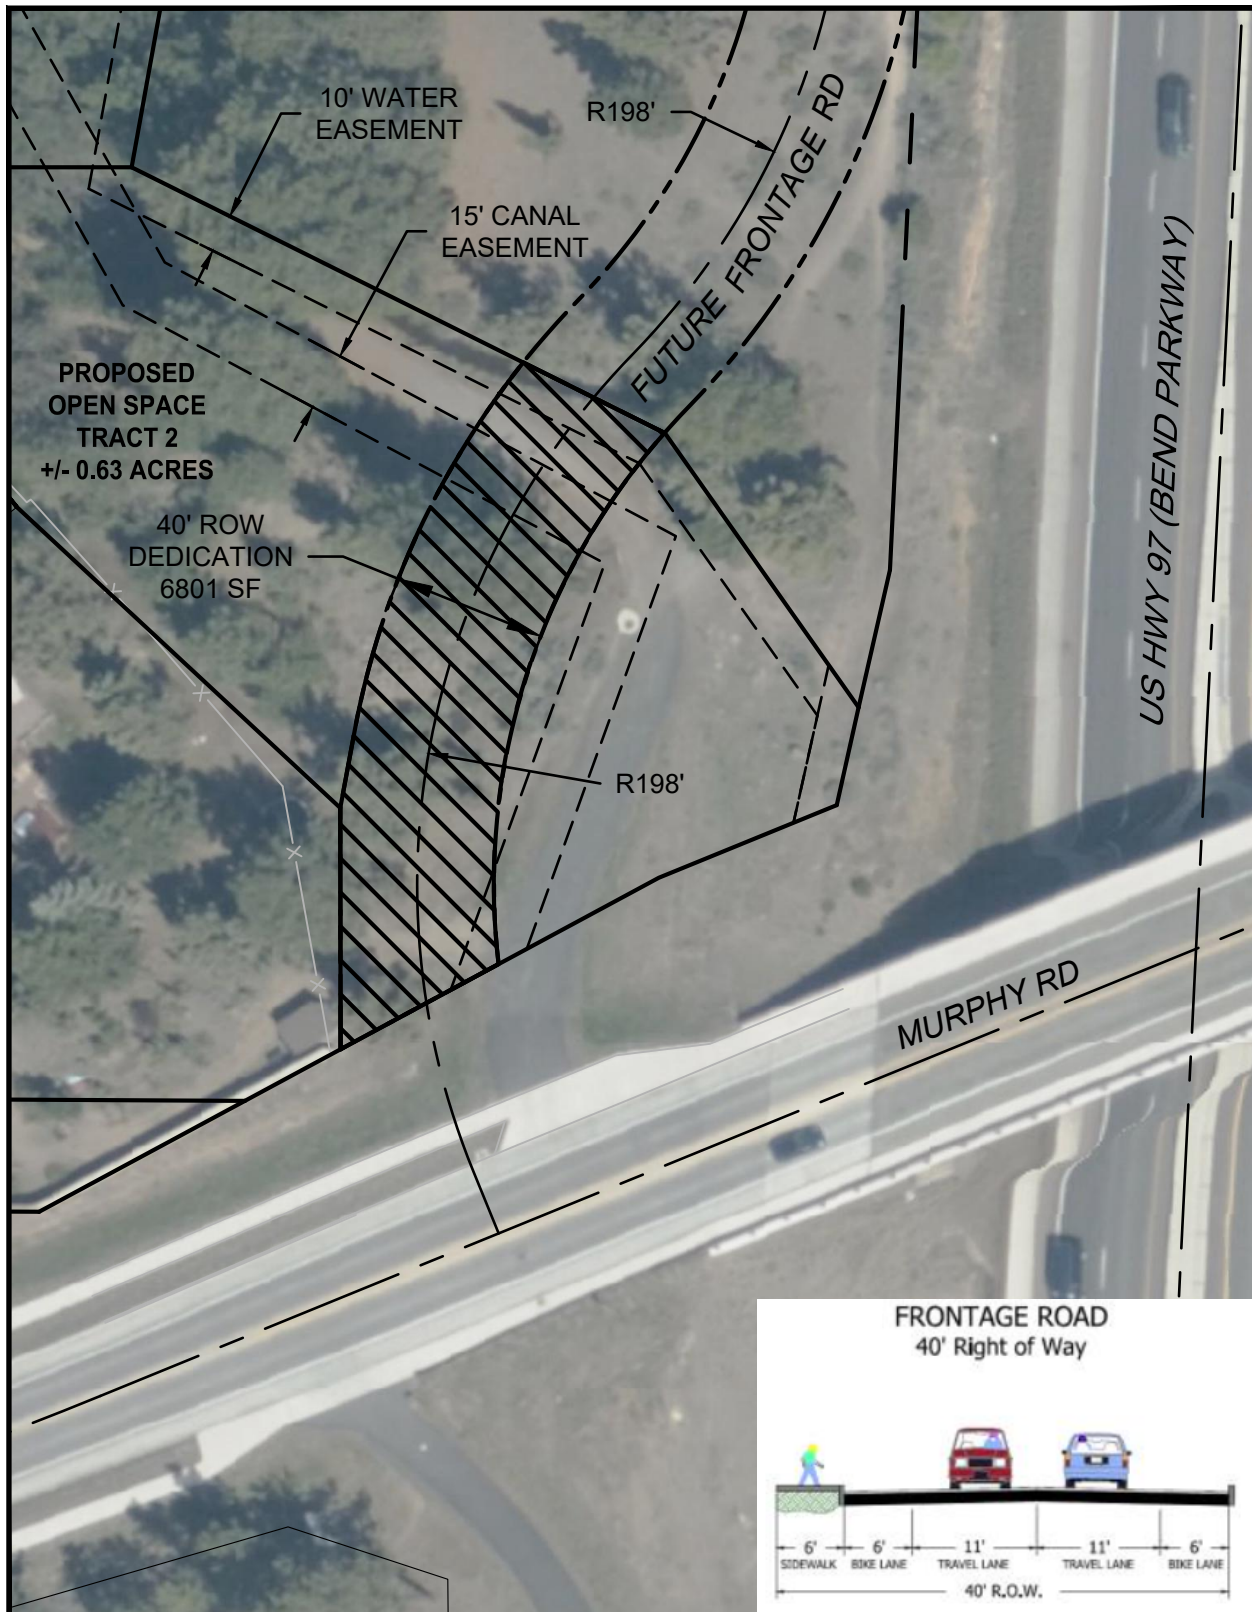 10' WATER
EASEMENT
R198'
FUTURE FRONTAGE RD
15' CANAL
EASEMENT
US HWY 97 (BEND PARKWAY)
PROPOSED
OPEN SPACE
TRACT 2
+/- 0.63 ACRES
40' ROW
DEDICATION
6801 SF
R198'
MURPHY RD
FRONTAGE ROAD
40' Right of Way
6' 6' 11' 11' 6'
SIDEWALK BIKE LANE TRAVEL LANE TRAVEL LANE BIKE LANE
40' R.O.W.